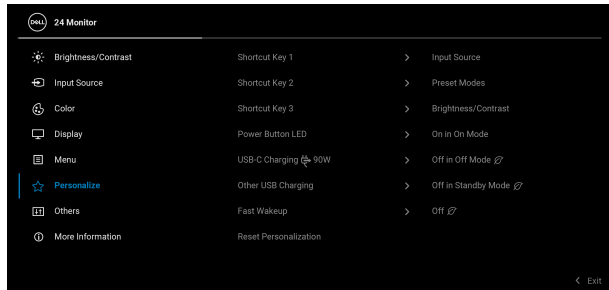 DELL 24 Monitor
Brightness/Contrast Shortcut Key 1 > Input Source
Input Source Shortcut Key 2 > Preset Modes
Color Shortcut Key 3 > Brightness/Contrast
Display Power Button LED > On in On Mode
Menu USB-C Charging 90W > Off in Off Mode
Personalize Other USB Charging > Off in Standby Mode
Others Fast Wakeup > Off
More Information Reset Personalization
< Exit